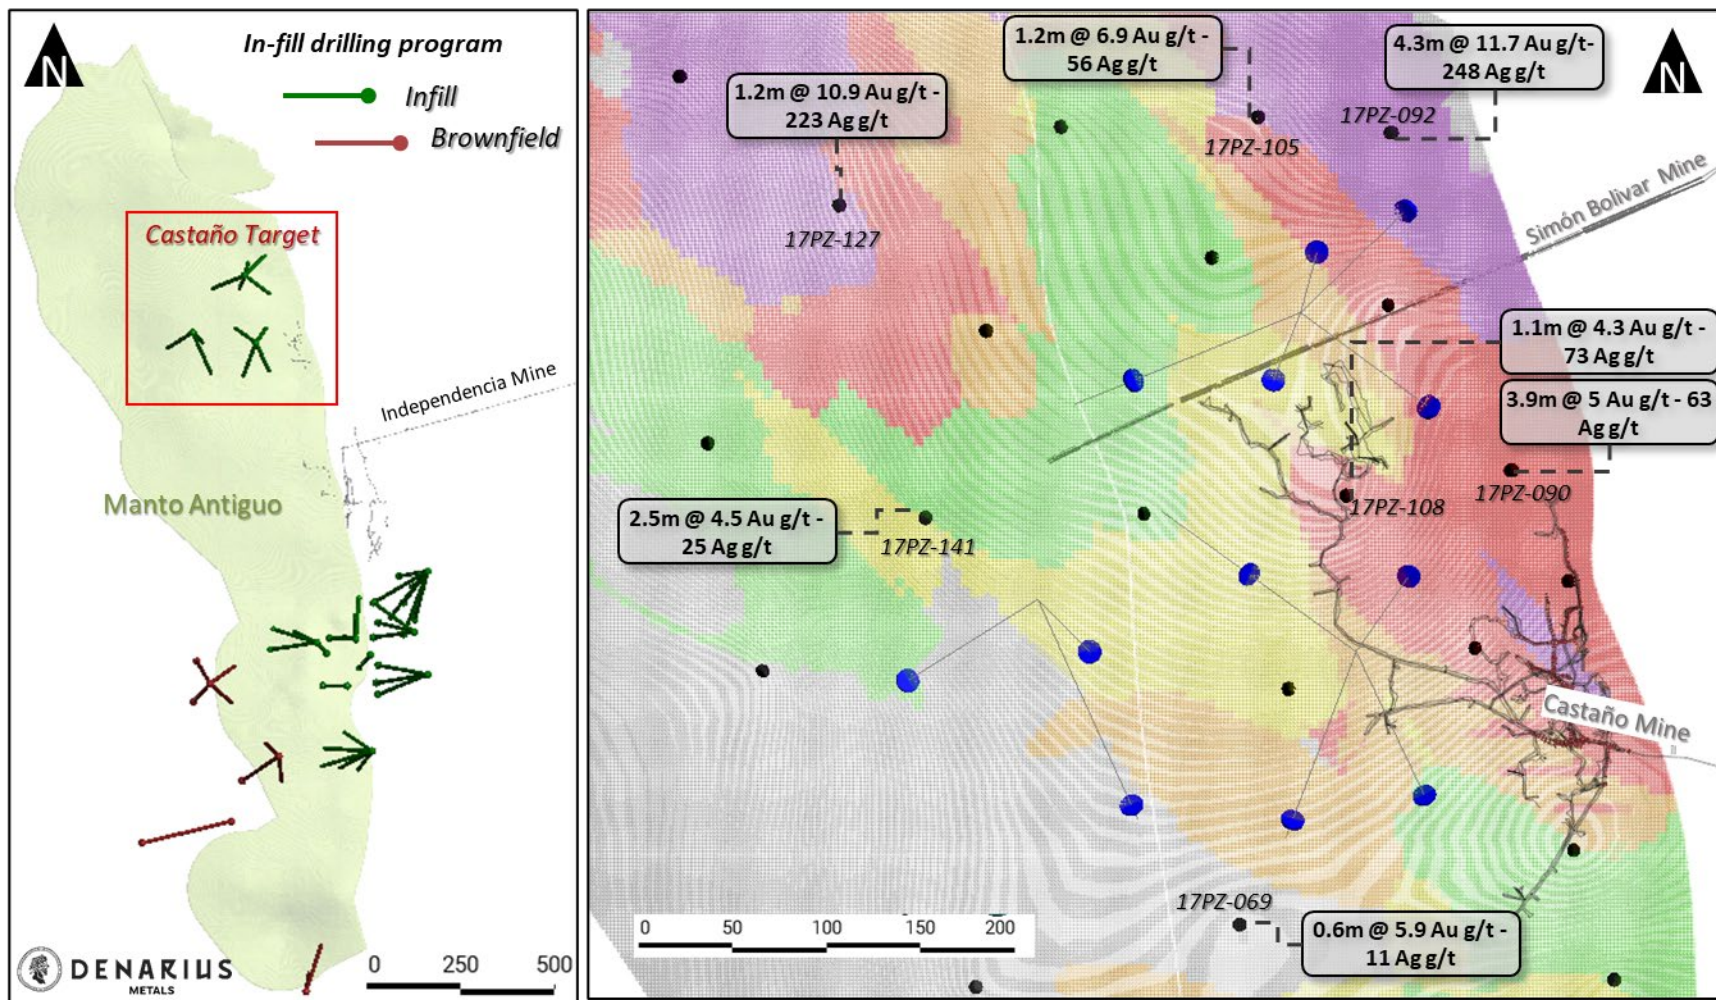 N
In-fill drilling program
Infill
Brownfield
Castaño Target
Independencia Mine
Manto Antiguo
DENARIUS
METALS
0 250 500
N
1.2m @ 6.9 Au g/t -
56 Ag g/t
4.3m @ 11.7 Au g/t-
248 Ag g/t
1.2m @ 10.9 Au g/t -
223 Ag g/t
17PZ-092
17PZ-105
17PZ-127
Simón Bolivar Mine
1.1m @ 4.3 Au g/t -
73 Ag g/t
3.9m @ 5 Au g/t - 63
Ag g/t
17PZ-090
17PZ-108
2.5m @ 4.5 Au g/t -
25 Ag g/t
17PZ-141
Castaño Mine
17PZ-069
0.6m @ 5.9 Au g/t -
11 Ag g/t
0 50 100 150 200